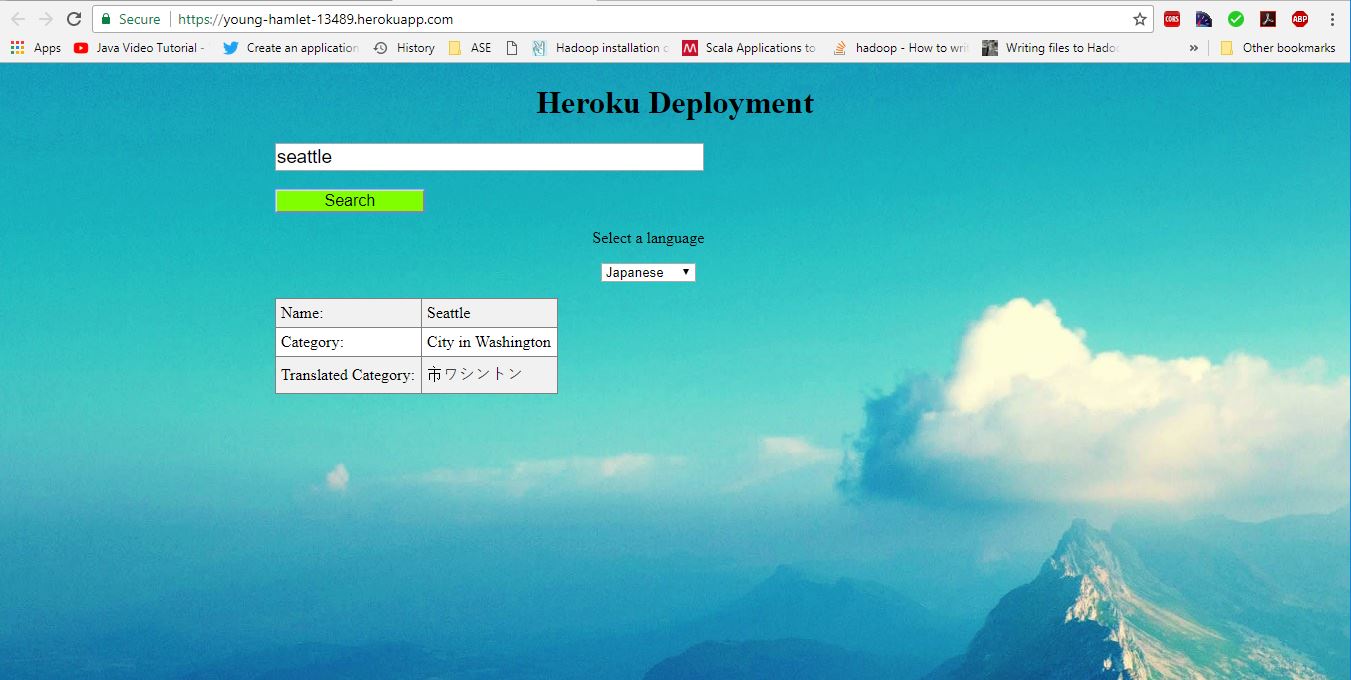 Secure https://young-hamlet-13489.herokuapp.com CORS ABP
Apps Java Video Tutorial - Create an application History ASE Hadoop installation Scala Applications to hadoop - How to writ Writing files to Hado » Other bookmarks
Heroku Deployment
seattle
Search
Select a language
Japanese
Name: Seattle
Category: City in Washington
Translated Category: 市ワシントン